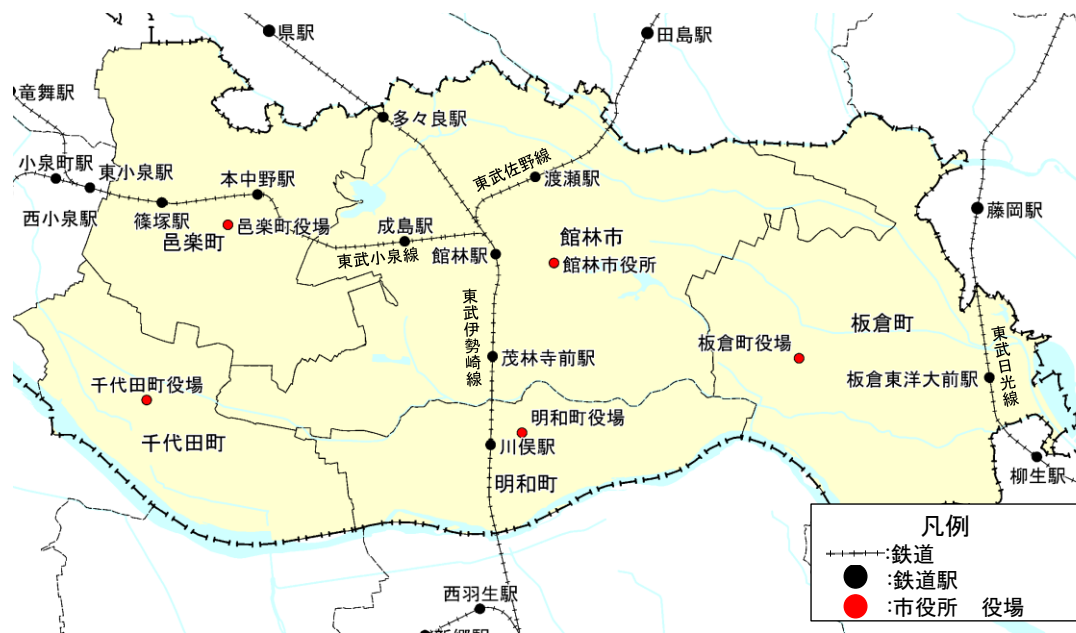 県駅
田島駅
竜舞駅
多々良駅
小泉町駅
東小泉駅
本中野駅
東武佐野線
渡瀬駅
西小泉駅
篠塚駅
邑楽町役場
邑楽町
成島駅
東武小泉線
館林駅
館林市
館林市役所
藤岡駅
東武伊勢崎線
茂林寺前駅
板倉町
板倉町役場
板倉東洋大前駅
東武日光線
千代田町役場
千代田町
明和町役場
川俣駅
明和町
柳生駅
西羽生駅
新郷駅
凡例
:鉄道
:鉄道駅
:市役所 役場